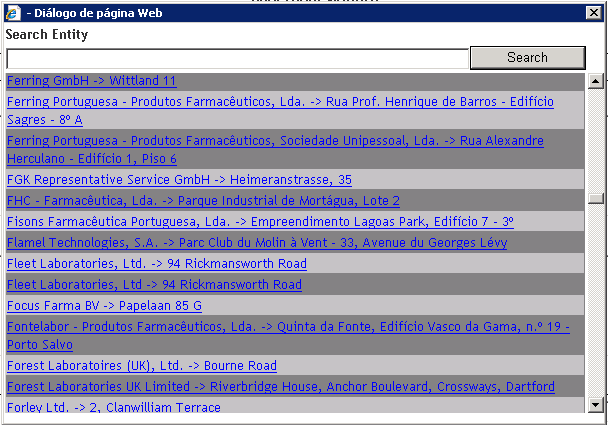 - Diálogo de página Web
Search Entity
Search
Ferring GmbH -> Wittland 11
Ferring Portuguesa - Produtos Farmacêuticos, Lda. -> Rua Prof. Henrique de Barros - Edifício
Sagres - 8º A
Ferring Portuguesa - Produtos Farmacêuticos, Sociedade Unipessoal, Lda. -> Rua Alexandre
Herculano - Edifício 1, Piso 6
FGK Representative Service GmbH -> Heimeranstrasse, 35
FHC - Farmacêutica, Lda. -> Parque Industrial de Mortágua, Lote 2
Fisons Farmacêutica Portuguesa, Lda. -> Empreendimento Lagoas Park, Edifício 7 - 3º
Flamel Technologies, S.A. -> Parc Club du Molin à Vent - 33, Avenue du Georges Lévy
Fleet Laboratories, Ltd. -> 94 Rickmansworth Road
Fleet Laboratories, Ltd -> 94 Rickmansworth Road
Focus Farma BV -> Papelaan 85 G
Fontelabor - Produtos Farmacêuticos, Lda. -> Quinta da Fonte, Edifício Vasco da Gama, n.º 19 -
Porto Salvo
Forest Laboratoires (UK), Ltd. -> Bourne Road
Forest Laboratories UK Limited -> Riverbridge House, Anchor Boulevard, Crossways, Dartford
Forley Ltd. -> 2, Clanwilliam Terrace